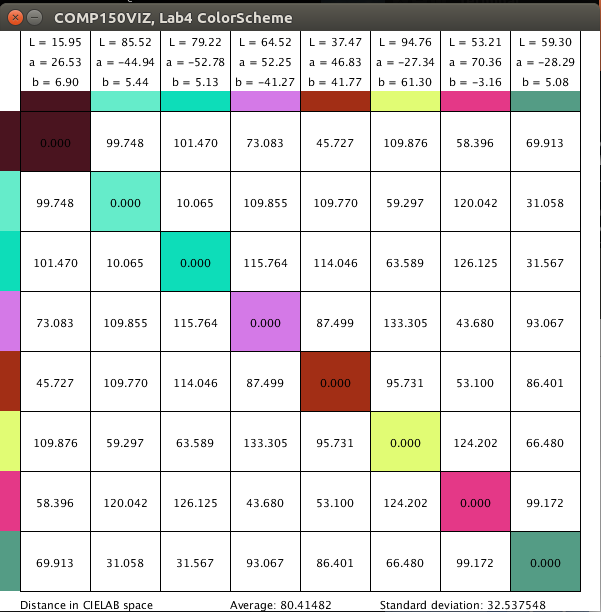 COMP150VIZ, Lab4 ColorScheme
L = 15.95 L = 85.52 L = 79.22 L = 64.52 L = 37.47 L = 94.76 L = 53.21 L = 59.30
a = 26.53 a = -44.94 a = -52.78 a = 52.25 a = 46.83 a = -27.34 a = 70.36 a = -28.29
b = 6.90 b = 5.44 b = 5.13 b = -41.27 b = 41.77 b = 61.30 b = -3.16 b = 5.08
0.000 99.748 101.470 73.083 45.727 109.876 58.396 69.913
99.748 0.000 10.065 109.855 109.770 59.297 120.042 31.058
101.470 10.065 0.000 115.764 114.046 63.589 126.125 31.567
73.083 109.855 115.764 0.000 87.499 133.305 43.680 93.067
45.727 109.770 114.046 87.499 0.000 95.731 53.100 86.401
109.876 59.297 63.589 133.305 95.731 0.000 124.202 66.480
58.396 120.042 126.125 43.680 53.100 124.202 0.000 99.172
69.913 31.058 31.567 93.067 86.401 66.480 99.172 0.000
Distance in CIELAB space Average: 80.41482 Standard deviation: 32.537548